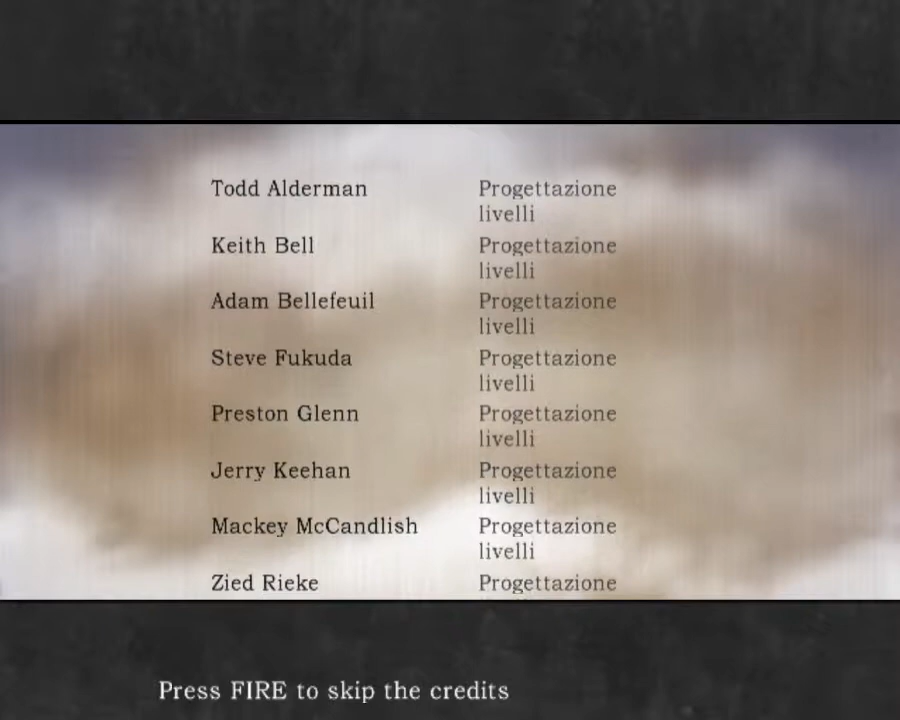 Todd Alderman Progettazione
livelli
Keith Bell Progettazione
livelli
Adam Bellefeuil Progettazione
livelli
Steve Fukuda Progettazione
livelli
Preston Glenn Progettazione
livelli
Jerry Keehan Progettazione
livelli
Mackey McCandlish Progettazione
livelli
Zied Rieke Progettazione
Press FIRE to skip the credits